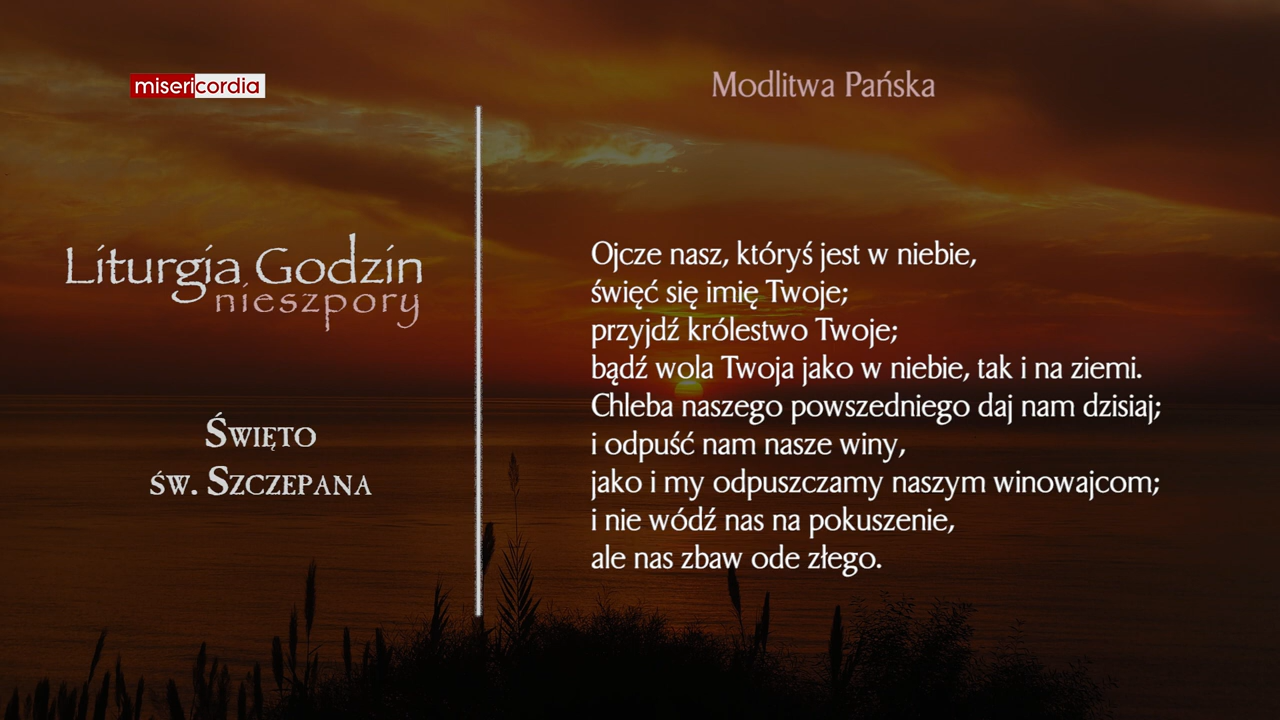 misericordia
Liturgia Godzin
nieszpory
Święto
św. Szczepana
Modlitwa Pańska
Ojcze nasz, któryś jest w niebie,
święć się imię Twoje;
przyjdź królestwo Twoje;
bądź wola Twoja jako w niebie, tak i na ziemi.
Chleba naszego powszedniego daj nam dzisiaj;
i odpuść nam nasze winy,
jako i my odpuszczamy naszym winowajcom;
i nie wódź nas na pokuszenie,
ale nas zbaw ode złego.